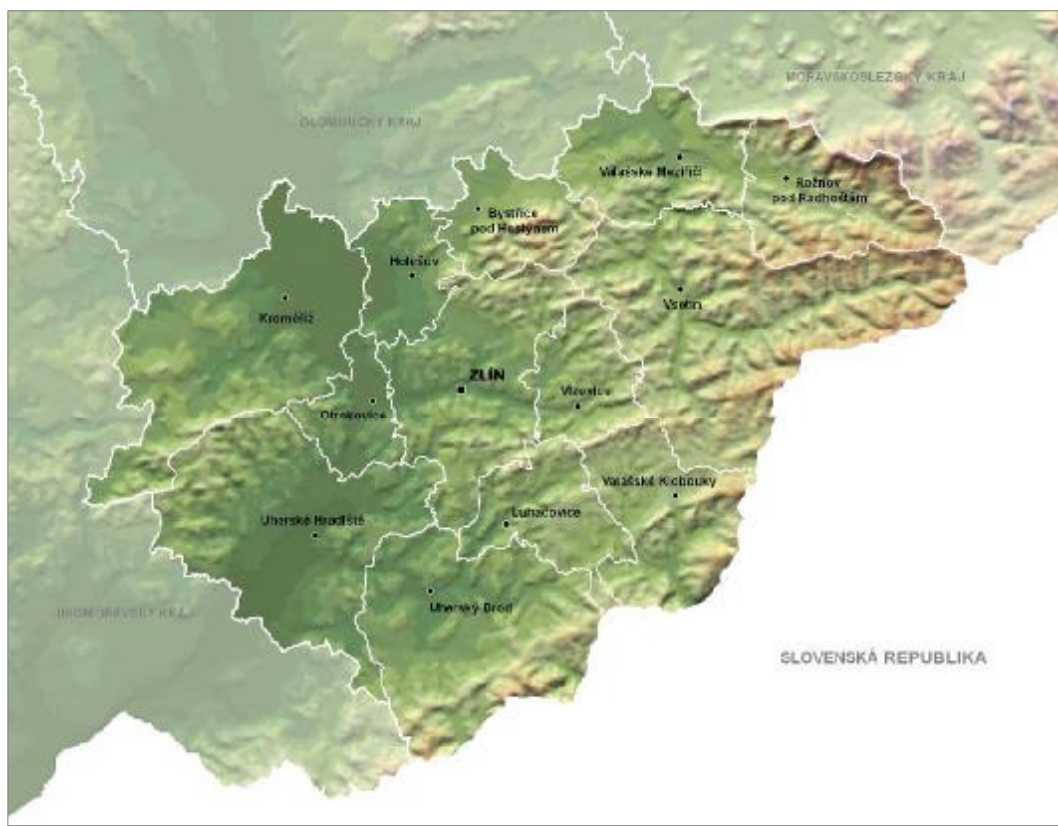 MORAVSKOSLEZSKÝ KRAJ
OLOMOUCKÝ KRAJ
Valašské Meziříčí
Rožnov
pod Radhoštěm
Bystřice
pod Hostýnem
Holešov
Vsetín
Kroměříž
ZLÍN
Vizovice
Otrokovice
Valašské Klobouky
Luhačovice
Uherské Hradiště
Uherský Brod
JIHOMORAVSKÝ KRAJ
SLOVENSKÁ REPUBLIKA